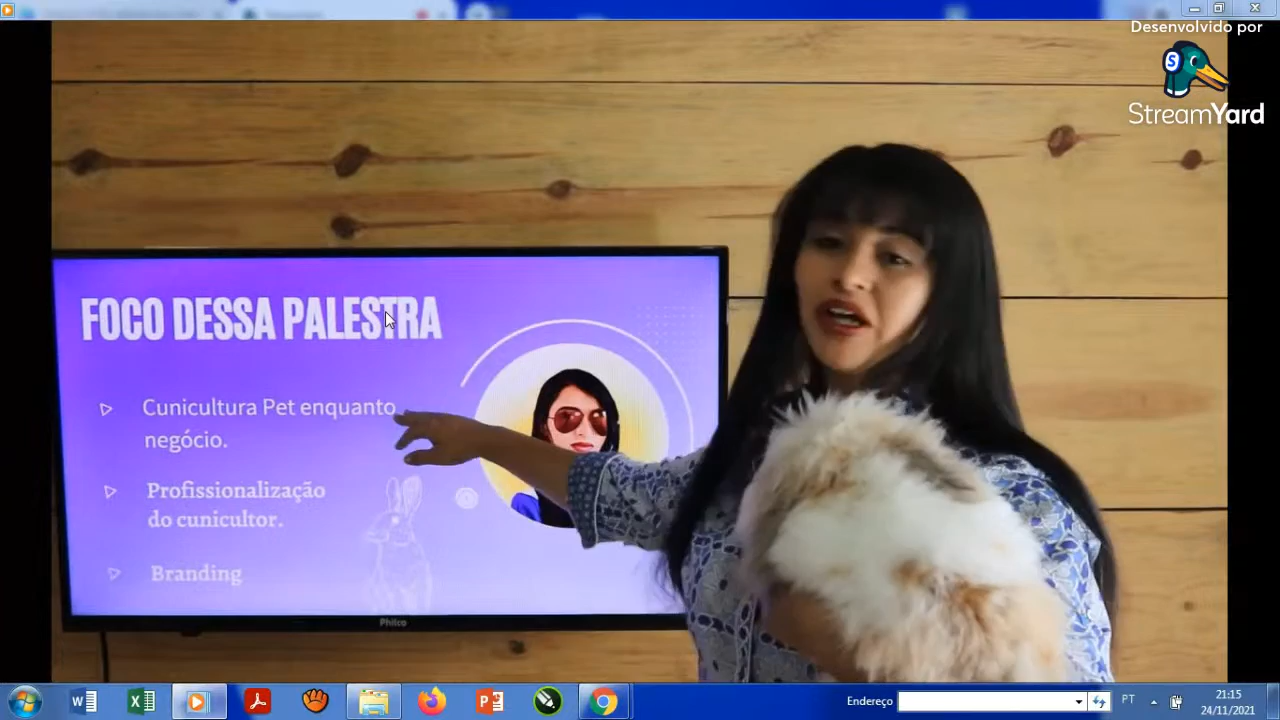 Desenvolvido por
StreamYard
FOCO DESSA PALESTRA
Cunicultura Pet enquanto
negócio.
Profissionalização
do cunicultor.
Branding
Philco
Endereço
PT
21:15
24/11/2021